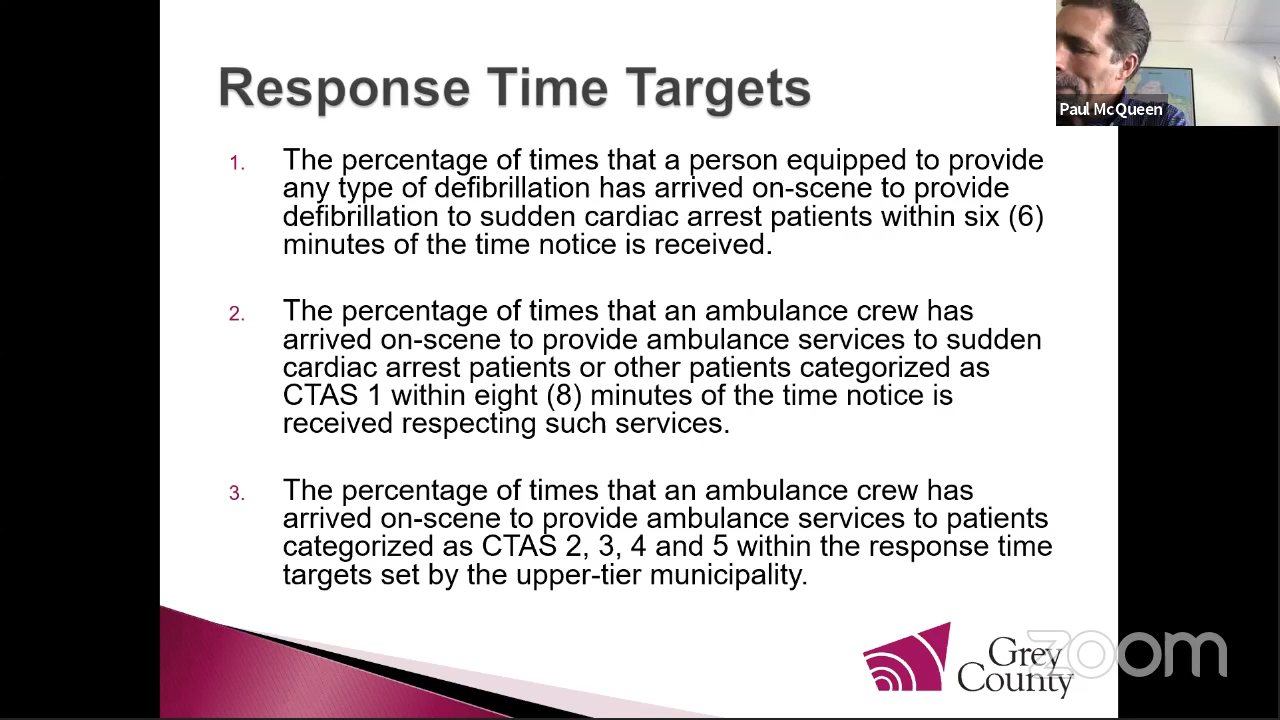 Response Time Targets
Paul McQueen
1. The percentage of times that a person equipped to provide
any type of defibrillation has arrived on-scene to provide
defibrillation to sudden cardiac arrest patients within six (6)
minutes of the time notice is received.
2. The percentage of times that an ambulance crew has
arrived on-scene to provide ambulance services to sudden
cardiac arrest patients or other patients categorized as
CTAS 1 within eight (8) minutes of the time notice is
received respecting such services.
3. The percentage of times that an ambulance crew has
arrived on-scene to provide ambulance services to patients
categorized as CTAS 2, 3, 4 and 5 within the response time
targets set by the upper-tier municipality.
Grey
County
zoom